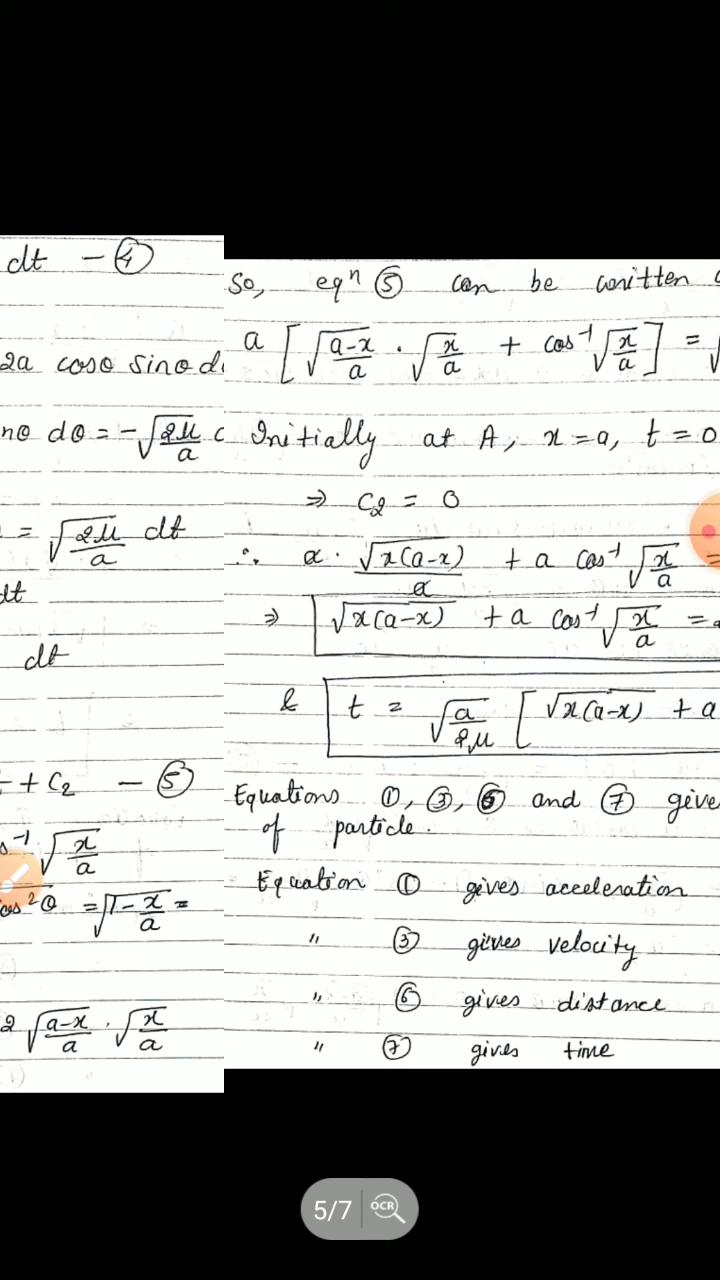 dt — ④
2a cosθ sinθ d
nθ dθ = -√(2μ/a)
= √(2μ/a) dt
dt
dt
+ C₂ — ⑤
s⁻¹ √(x/a)
cos²θ = √(1 - x/a) =
2 √((a-x)/a) · √(x/a)
So, eqⁿ ⑤ can be written
a [√((a-x)/a) · √(x/a) + cos⁻¹ √(x/a)] = √
Initially at A, x = a, t = 0
⇒ C₂ = 0
∴ a · √(x(a-x))/a + a cos⁻¹ √(x/a) =
⇒ √(x(a-x)) + a cos⁻¹ √(x/a) =
& t = √(a/2μ) [√(x(a-x)) + a
Equations ①, ③, ⑥ and ⑦ give
of particle.
Equation ① gives acceleration
" ③ gives velocity
" ⑥ gives distance
" ⑦ gives time
5/7 OCR